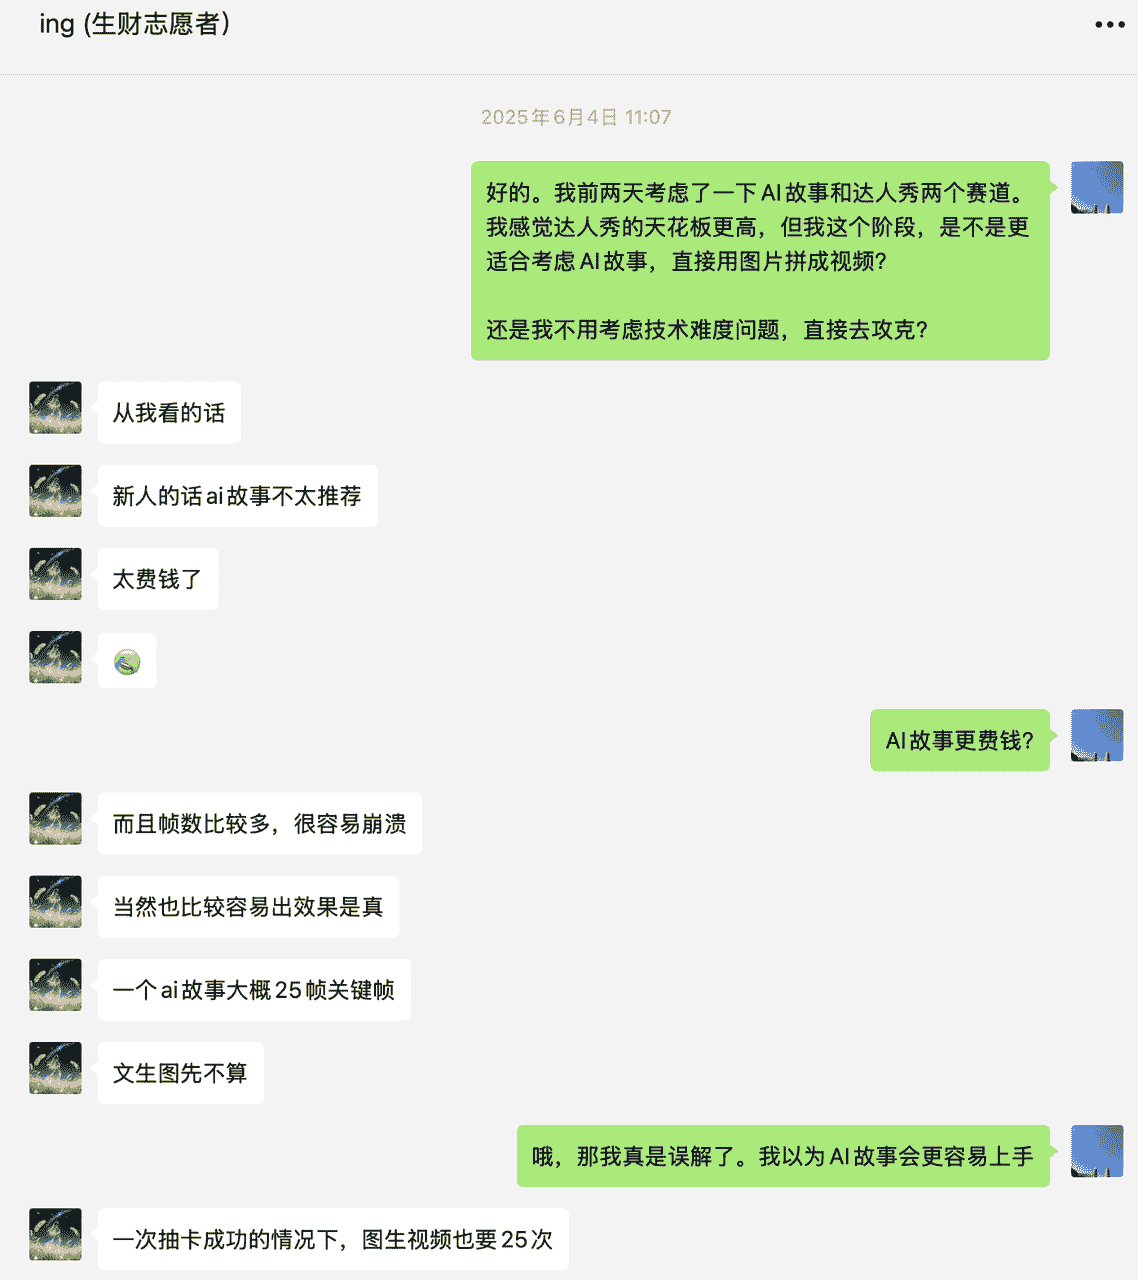 ing (生财志愿者)
2025年6月4日 11:07
好的。我前两天考虑了一下AI故事和达人秀两个赛道。
我感觉达人秀的天花板更高，但我这个阶段，是不是更
适合考虑AI故事，直接用图片拼成视频？
还是我不用考虑技术难度问题，直接去攻克？
从我看的话
新人的话ai故事不太推荐
太费钱了
AI故事更费钱？
而且帧数比较多，很容易崩溃
当然也比较容易出效果是真
一个ai故事大概25帧关键帧
文生图先不算
哦，那我真是误解了。我以为AI故事会更容易上手
一次抽卡成功的情况下，图生视频也要25次